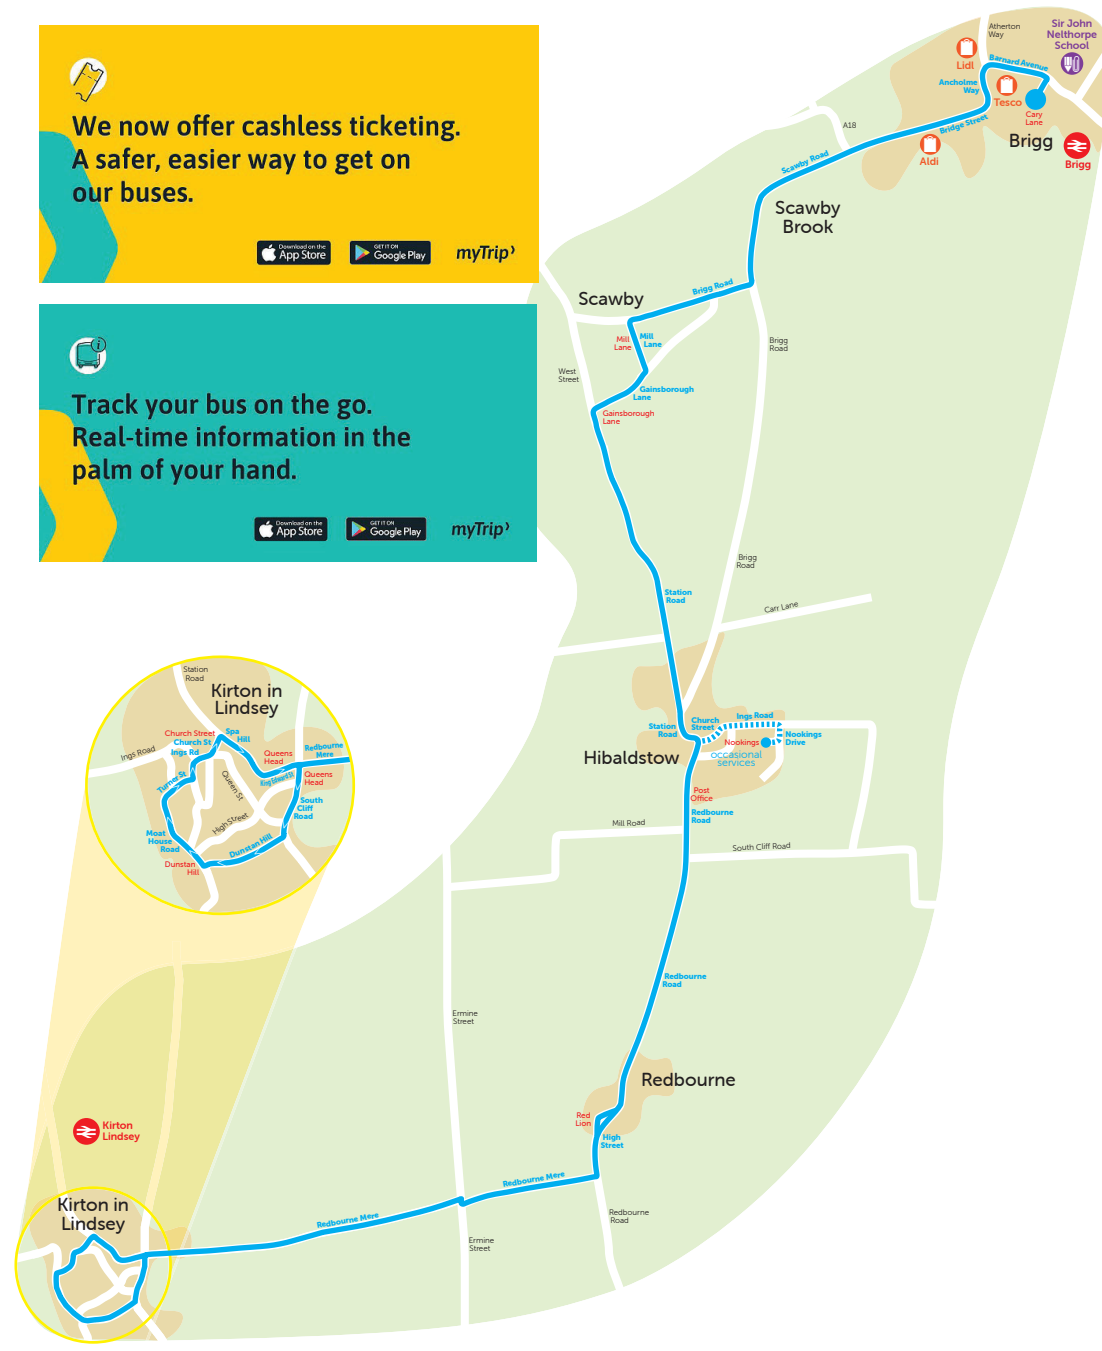 We now offer cashless ticketing.
A safer, easier way to get on
our buses.
Download on the
App Store
GET IT ON
Google Play
myTrip
Track your bus on the go.
Real-time information in the
palm of your hand.
Download on the
App Store
GET IT ON
Google Play
myTrip
Atherton
Way
Sir John
Nelthorpe
School
Lidl
Barnard Avenue
Ancholme
Way
Tesco
Cary
Lane
Bridge Street
Brigg
Aldi
Brigg
A18
Scawby Road
Scawby
Brook
Scawby
Brigg Road
Mill
Lane
Mill
Lane
Brigg
Road
West
Street
Gainsborough
Lane
Gainsborough
Lane
Brigg
Road
Station
Road
Carr Lane
Station
Road
Church
Street
Ings Road
Nookings
Nookings
Drive
occasional
services
Hibaldstow
Post
Office
Redbourne
Road
Mill Road
South Cliff Road
Station
Road
Kirton in
Lindsey
Church Street
Church St
Spa
Hill
Ings Road
Ings Rd
Queens
Head
Redbourne
Mere
Turner St
Queen St
King Edward St
Queens
Head
South
Cliff
Road
High Street
Moat
House
Road
Dunstan Hill
Dunstan
Hill
Redbourne
Road
Ermine
Street
Redbourne
Red
Lion
High
Street
Kirton
Lindsey
Redbourne Mere
Redbourne Mere
Redbourne
Road
Ermine
Street
Kirton in
Lindsey